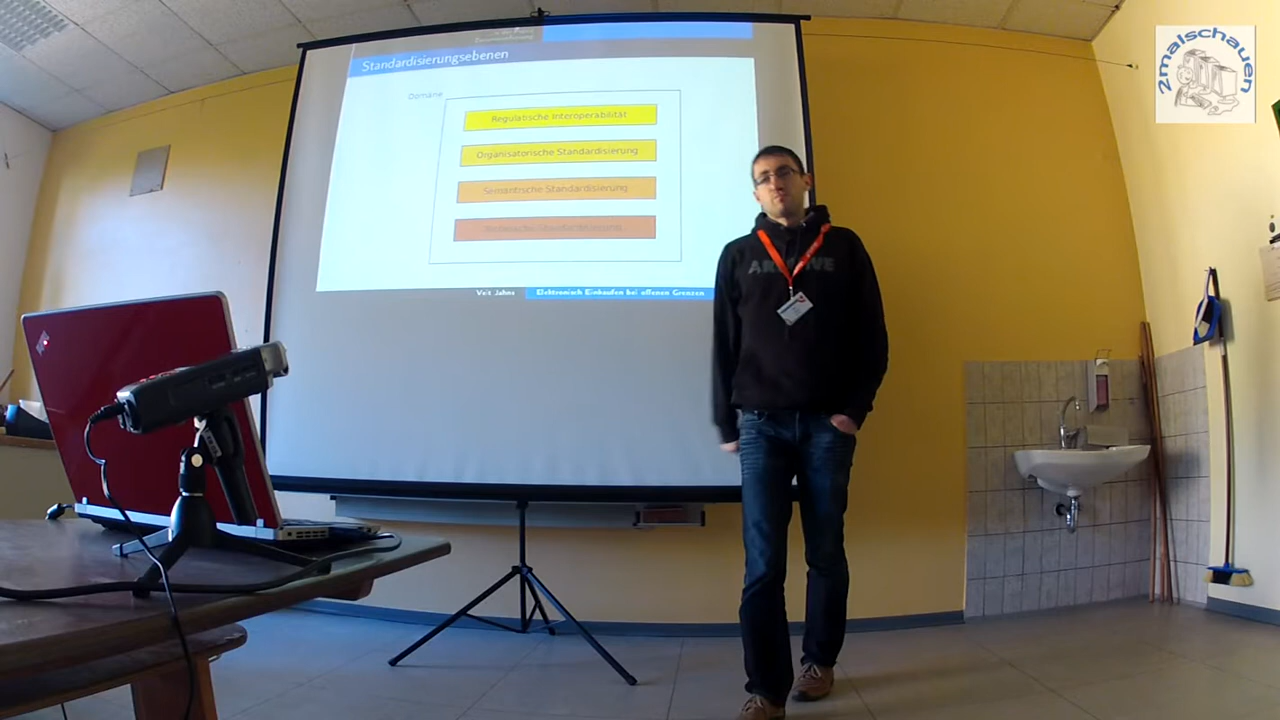 Standardisierungsebenen
Domäne
Regulatische Interoperabilität
Organisatorische Standardisierung
Semantische Standardisierung
Veit Jahns
Elektronisch Einkaufen bei offenen Grenzen
2malschauen